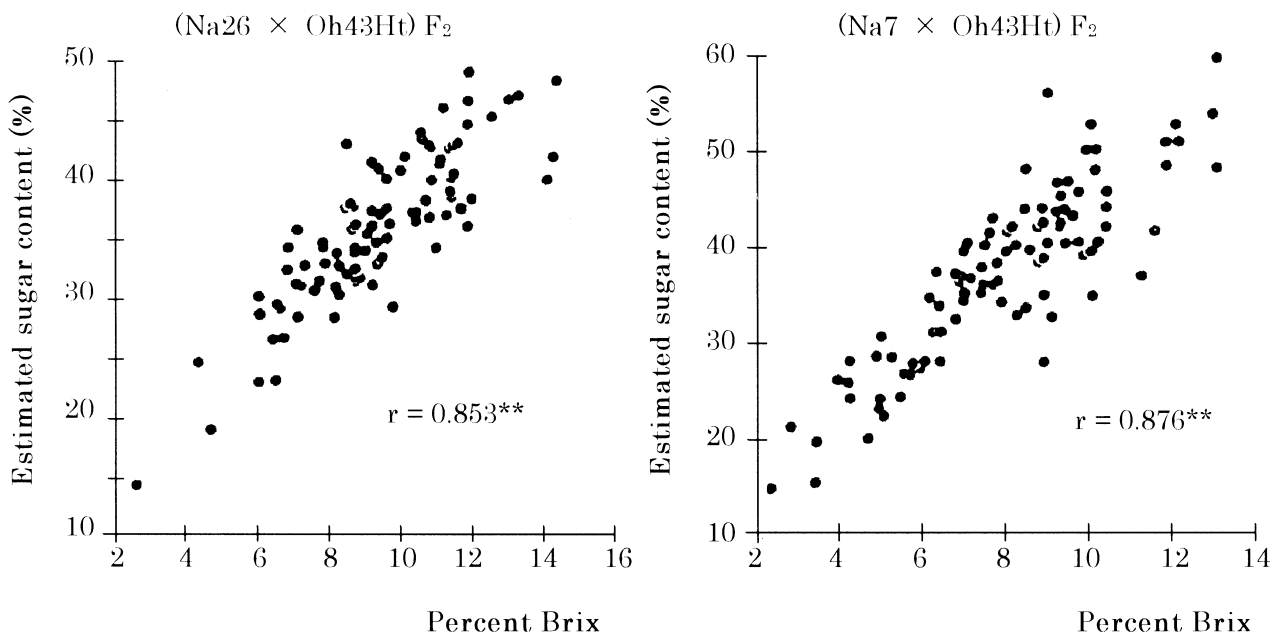 (Na26 × Oh43Ht) F₂
Estimated sugar content (%)
50
40
30
20
10
r = 0.853**
2 4 6 8 10 12 14 16
Percent Brix
(Na7 × Oh43Ht) F₂
Estimated sugar content (%)
60
50
40
30
20
10
r = 0.876**
2 4 6 8 10 12 14
Percent Brix